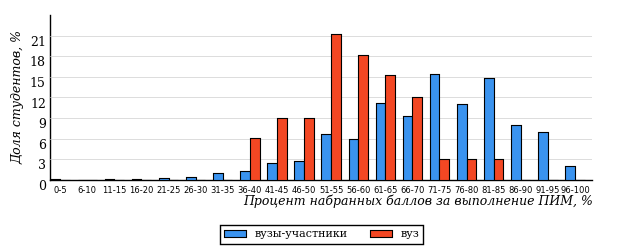 Доля студентов, %
21
18
15
12
9
6
3
0
0-5 6-10 11-15 16-20 21-25 26-30 31-35 36-40 41-45 46-50 51-55 56-60 61-65 66-70 71-75 76-80 81-85 86-90 91-95 96-100
Процент набранных баллов за выполнение ПИМ, %
вузы-участники вуз